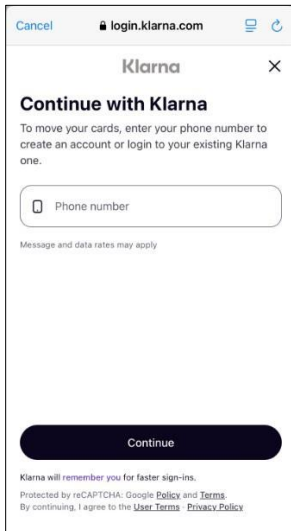 Cancel login.klarna.com
Klarna
Continue with Klarna
To move your cards, enter your phone number to
create an account or login to your existing Klarna
one.
Phone number
Message and data rates may apply
Continue
Klarna will remember you for faster sign-ins.
Protected by reCAPTCHA: Google Policy and Terms.
By continuing, I agree to the User Terms · Privacy Policy